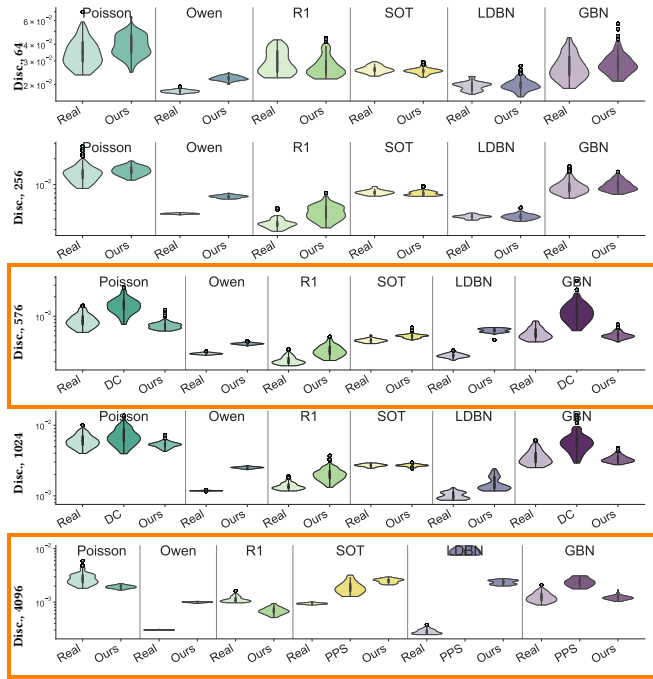 Disc., 64
Poisson Owen R1 SOT LDBN GBN
6 × 10⁻²
4 × 10⁻²
3 × 10⁻²
2 × 10⁻²
Real Ours Real Ours Real Ours Real Ours Real Ours Real Ours
Disc., 256
Poisson Owen R1 SOT LDBN GBN
10⁻²
Real Ours Real Ours Real Ours Real Ours Real Ours Real Ours
Disc., 576
Poisson Owen R1 SOT LDBN GBN
10⁻²
Real DC Ours Real Ours Real Ours Real Ours Real Ours Real DC Ours
Disc., 1024
Poisson Owen R1 SOT LDBN GBN
10⁻²
10⁻³
Real DC Ours Real Ours Real Ours Real Ours Real Ours Real DC Ours
Disc., 4096
Poisson Owen R1 SOT LDBN GBN
10⁻²
10⁻³
Real Ours Real Ours Real Ours Real PPS Ours Real PPS Ours Real PPS Ours